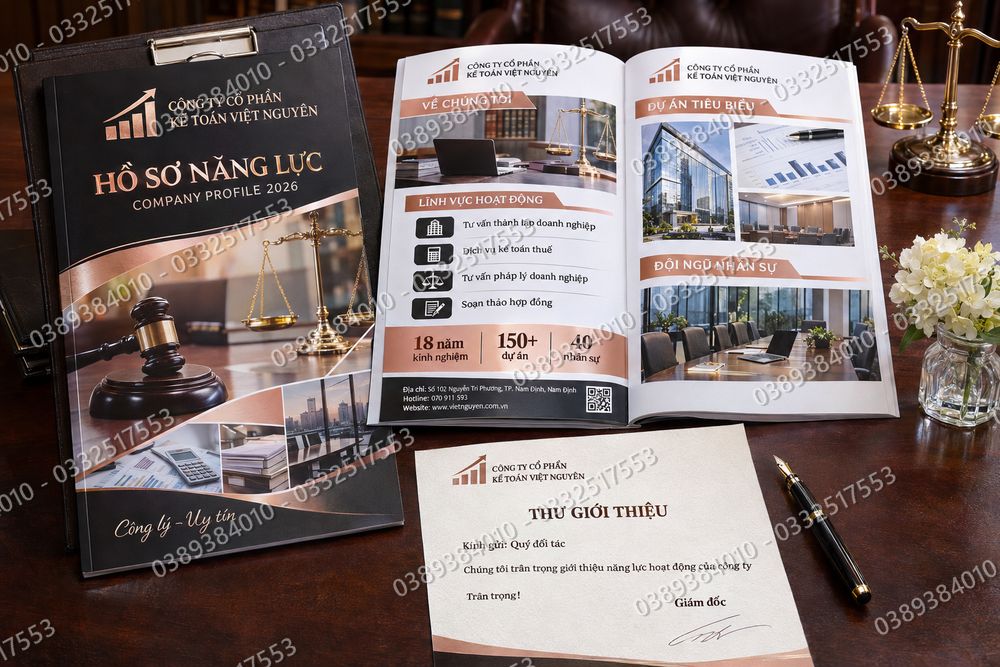 CÔNG TY CỔ PHẦN
KẾ TOÁN VIỆT NGUYÊN
HỒ SƠ NĂNG LỰC
COMPANY PROFILE 2026
Công lý - Uy tín
CÔNG TY CỔ PHẦN
KẾ TOÁN VIỆT NGUYÊN
VỀ CHÚNG TÔI
LĨNH VỰC HOẠT ĐỘNG
Tư vấn thành lập doanh nghiệp
Dịch vụ kế toán thuế
Tư vấn pháp lý doanh nghiệp
Soạn thảo hợp đồng
18 năm
kinh nghiệm
150+
dự án
40
nhân sự
Địa chỉ: Số 102 Nguyễn Tri Phương, TP. Nam Định, Nam Định
Hotline: 070 911 593
Website: www.vietnguyen.com.vn
CÔNG TY CỔ PHẦN
KẾ TOÁN VIỆT NGUYÊN
DỰ ÁN TIÊU BIỂU
ĐỘI NGŨ NHÂN SỰ
CÔNG TY CỔ PHẦN
KẾ TOÁN VIỆT NGUYÊN
THƯ GIỚI THIỆU
Kính gửi: Quý đối tác
Chúng tôi trân trọng giới thiệu năng lực hoạt động của công ty
Trân trọng!
Giám đốc
0389384010 - 0332517553